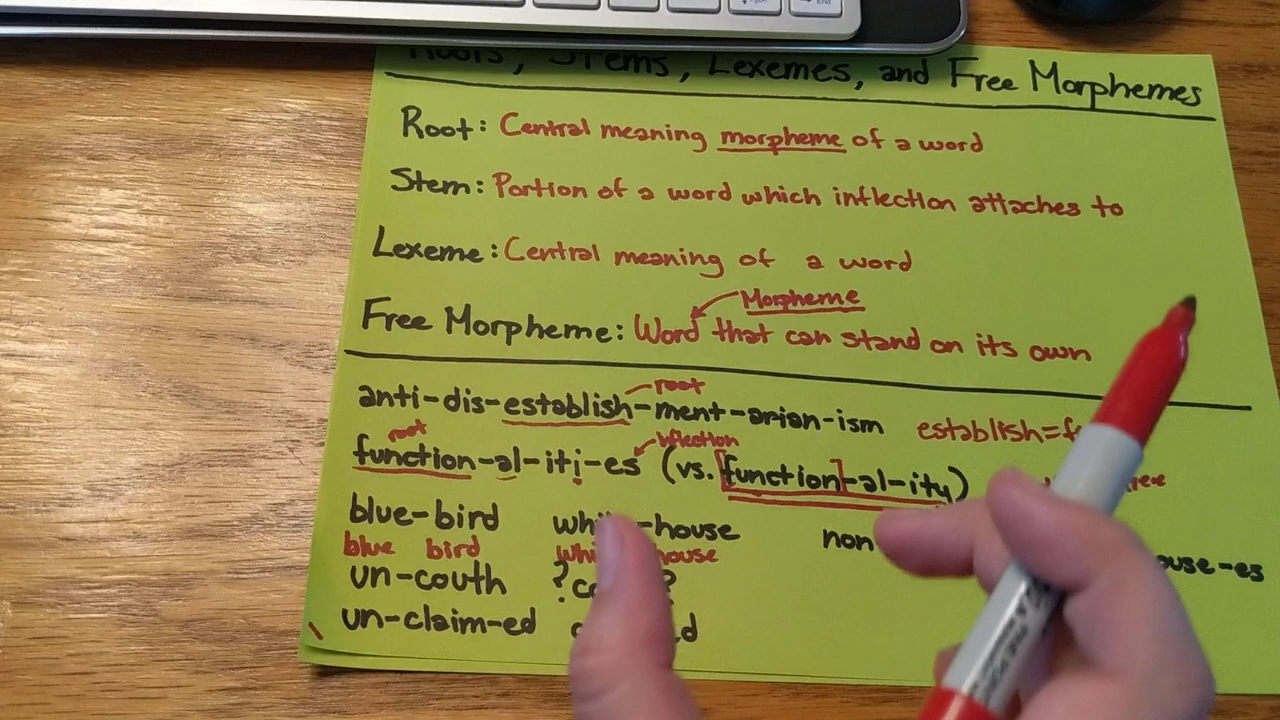 Roots, Stems, Lexemes, and Free Morphemes
Root: Central meaning morpheme of a word
Stem: Portion of a word which inflection attaches to
Lexeme: Central meaning of a word
Morpheme
Free Morpheme: Word that can stand on its own
root
anti-dis-establish-ment-arian-ism establish=
root inflection
function-al-iti-es (vs. function-al-ity)
blue-bird -house non
blue bird house -es
un-couth ? ?
un-claim-ed